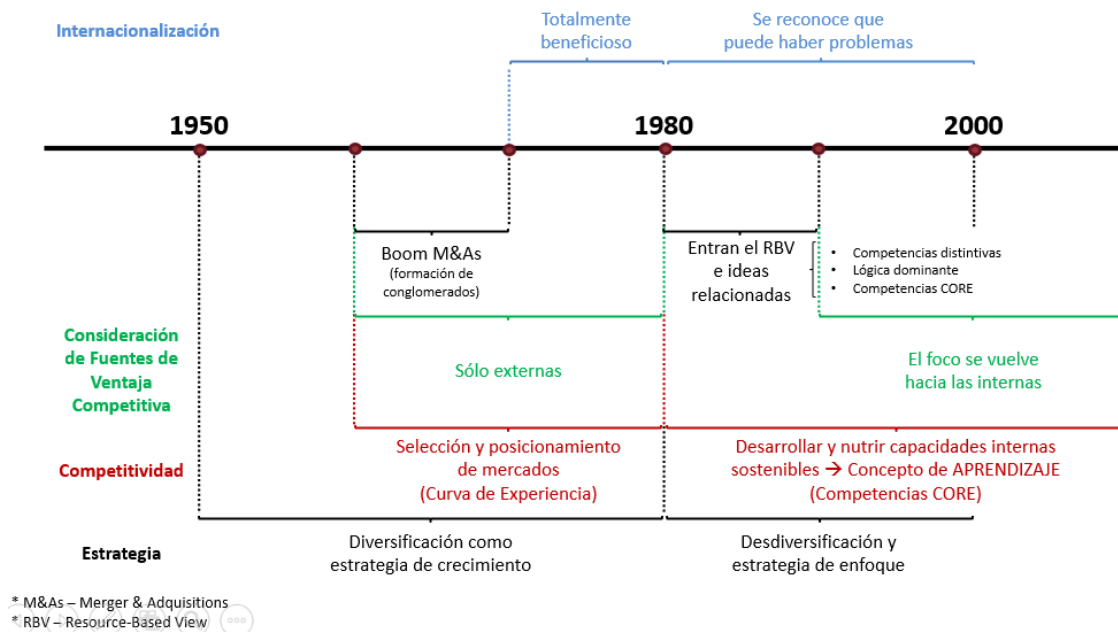 Internacionalización
Totalmente
beneficioso
Se reconoce que
puede haber problemas
1950
1980
2000
Boom M&As
(formación de
conglomerados)
Entran el RBV
e ideas
relacionadas
• Competencias distintivas
• Lógica dominante
• Competencias CORE
Consideración
de Fuentes de
Ventaja
Competitiva
Sólo externas
El foco se vuelve
hacia las internas
Competitividad
Selección y posicionamiento
de mercados
(Curva de Experiencia)
Desarrollar y nutrir capacidades internas
sostenibles → Concepto de APRENDIZAJE
(Competencias CORE)
Estrategia
Diversificación como
estrategia de crecimiento
Desdiversificación y
estrategia de enfoque
* M&As – Merger & Adquisitions
* RBV – Resource-Based View